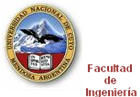 UNIVERSIDAD NACIONAL DE CUYO
MENDOZA ARGENTINA
Facultad
de
Ingeniería